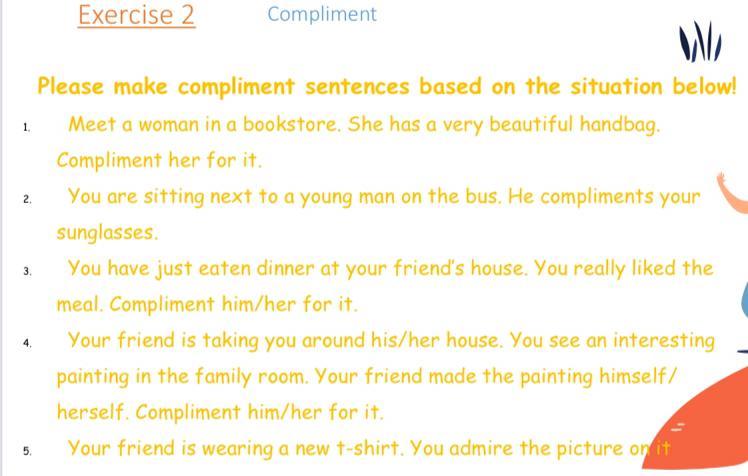 Exercise 2 Compliment
Please make compliment sentences based on the situation below!
1. Meet a woman in a bookstore. She has a very beautiful handbag.
Compliment her for it.
2. You are sitting next to a young man on the bus. He compliments your
sunglasses.
3. You have just eaten dinner at your friend's house. You really liked the
meal. Compliment him/her for it.
4. Your friend is taking you around his/her house. You see an interesting
painting in the family room. Your friend made the painting himself/
herself. Compliment him/her for it.
5. Your friend is wearing a new t-shirt. You admire the picture on it